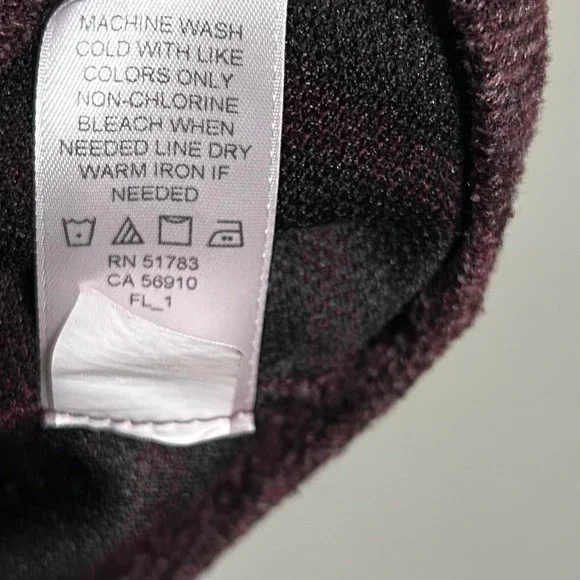 MACHINE WASH
COLD WITH LIKE
COLORS ONLY
NON-CHLORINE
BLEACH WHEN
NEEDED LINE DRY
WARM IRON IF
NEEDED
RN 51783
CA 56910
FL_1